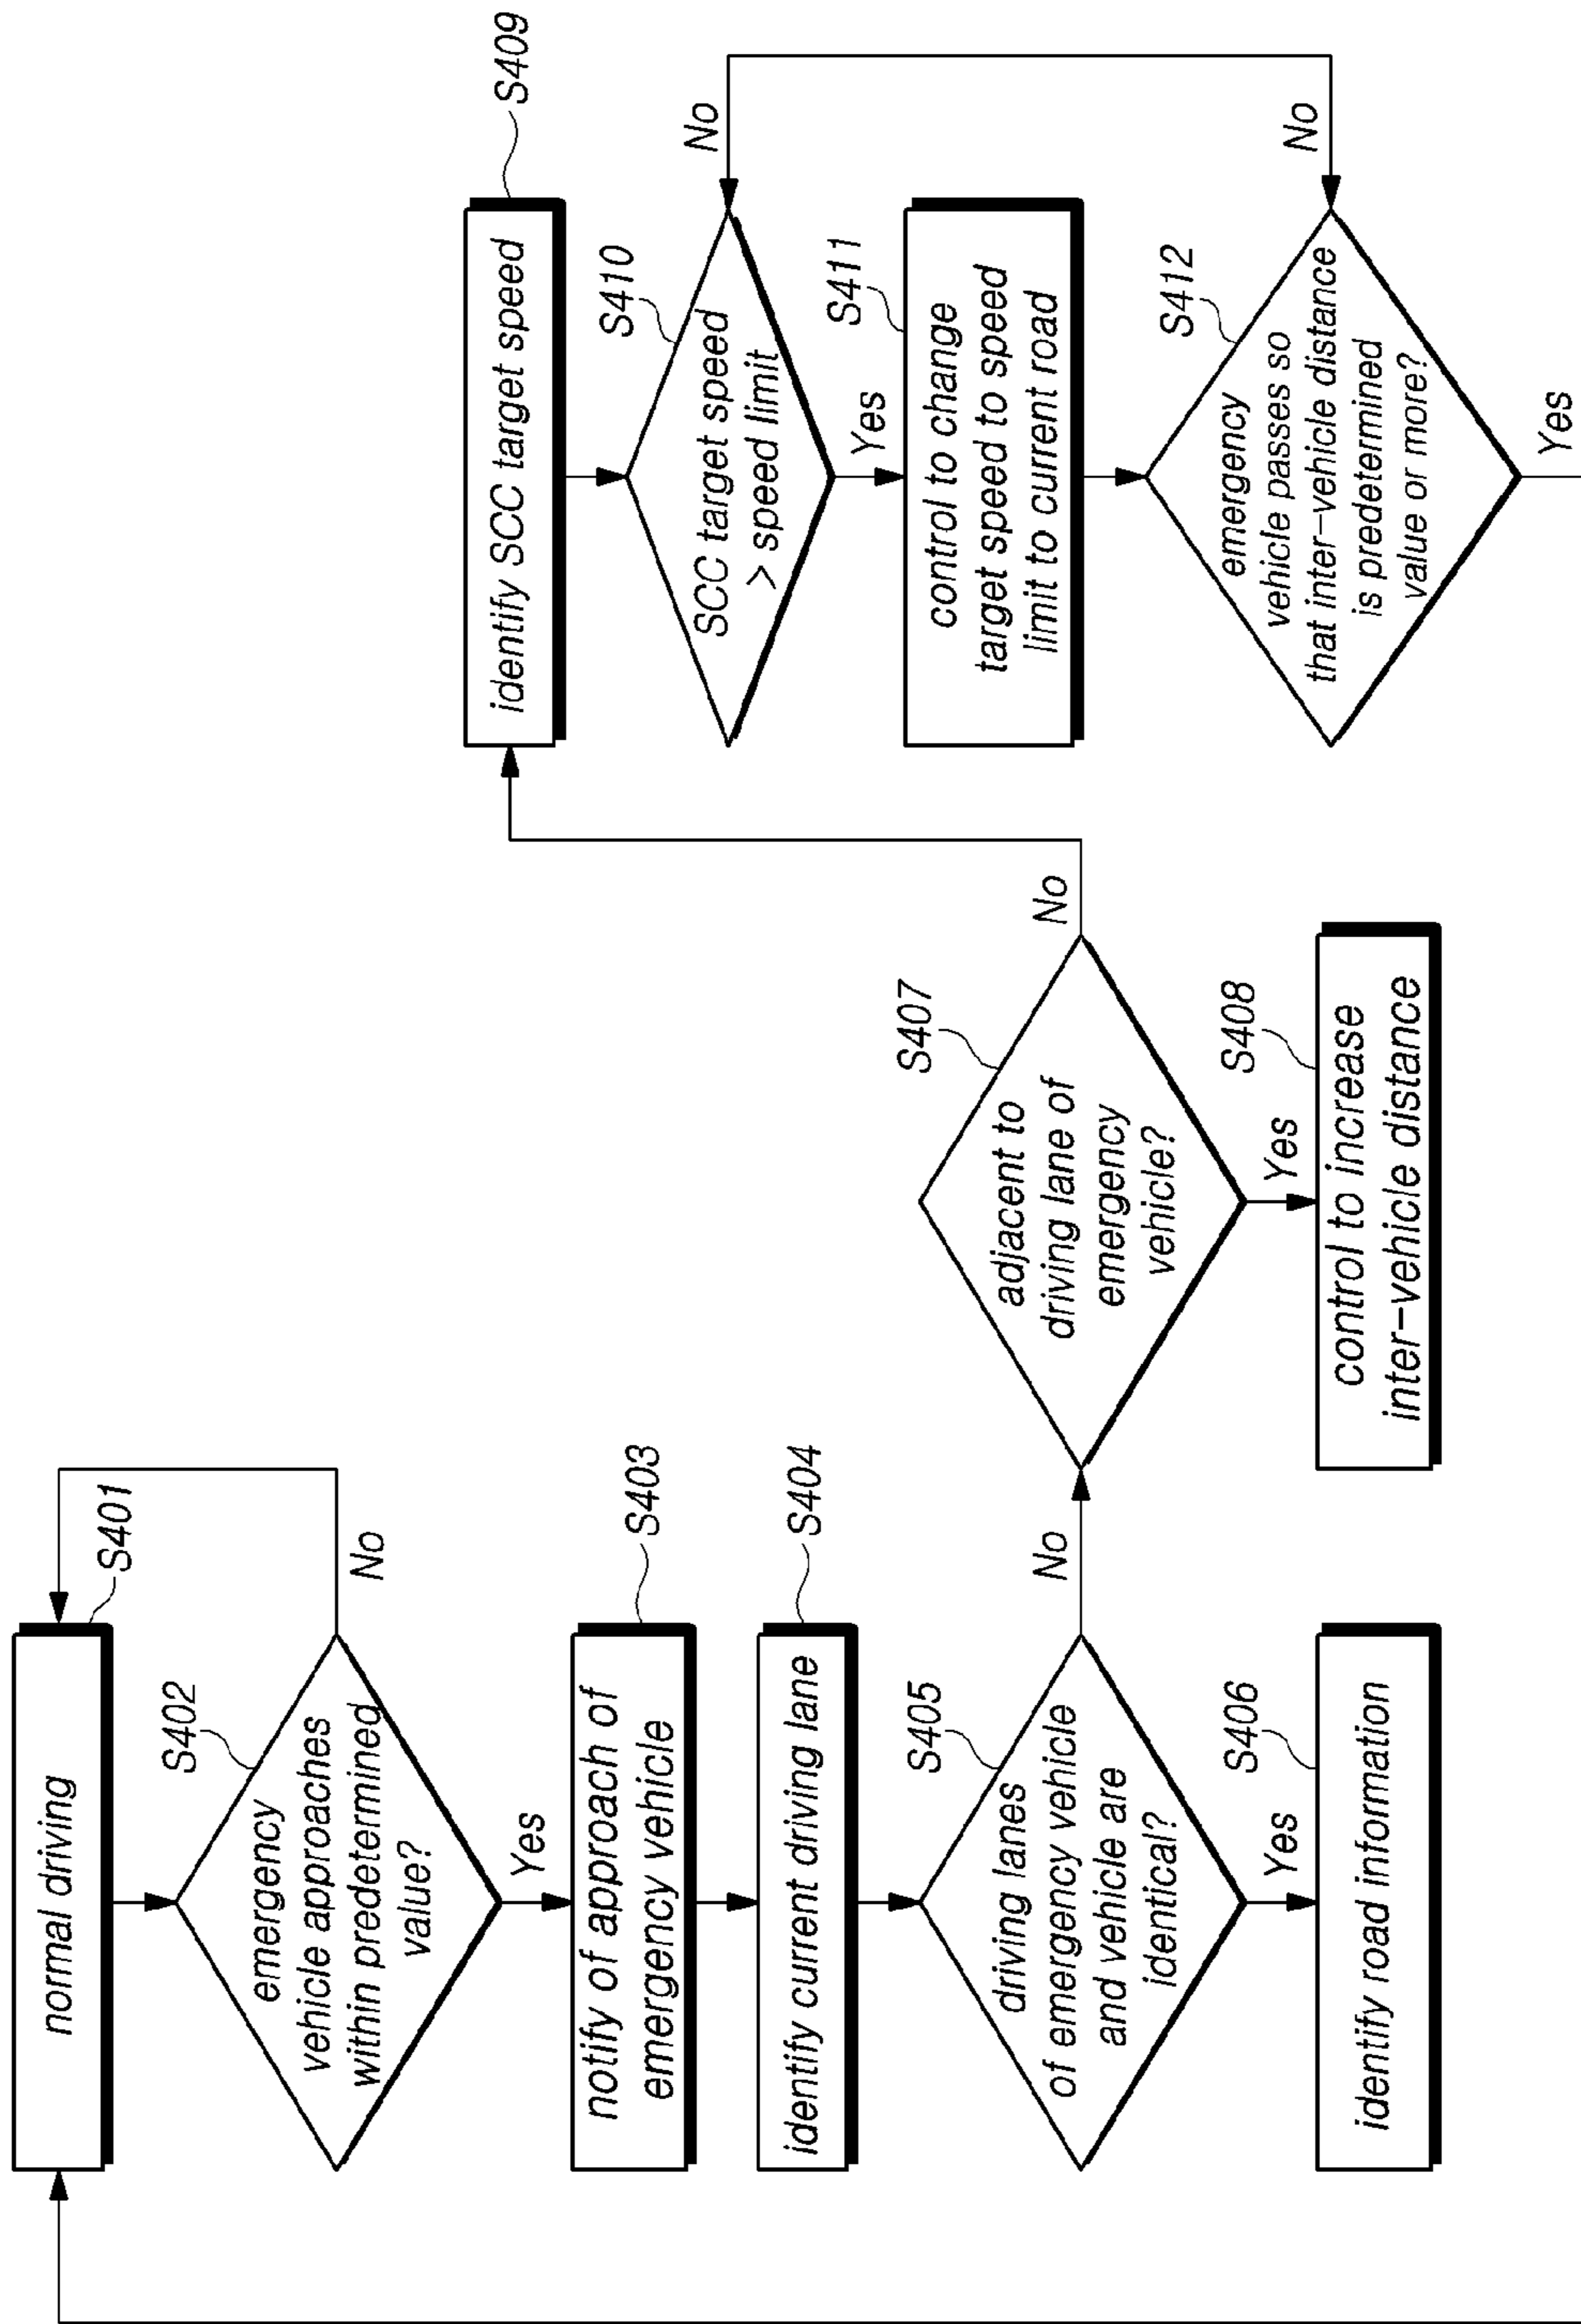 normal driving
S401
emergency
vehicle approaches
within predetermined
value?
S402
No
Yes
notify of approach of
emergency vehicle
S403
identify current driving lane
S404
driving lanes
of emergency vehicle
and vehicle are
identical?
S405
No
Yes
identify road information
S406
adjacent to
driving lane of
emergency
vehicle?
S407
No
Yes
control to increase
inter-vehicle distance
S408
identify SCC target speed
S409
SCC target speed
> speed limit
S410
No
Yes
control to change
target speed to speed
limit to current road
S411
emergency
vehicle passes so
that inter-vehicle distance
is predetermined
value or more?
S412
No
Yes